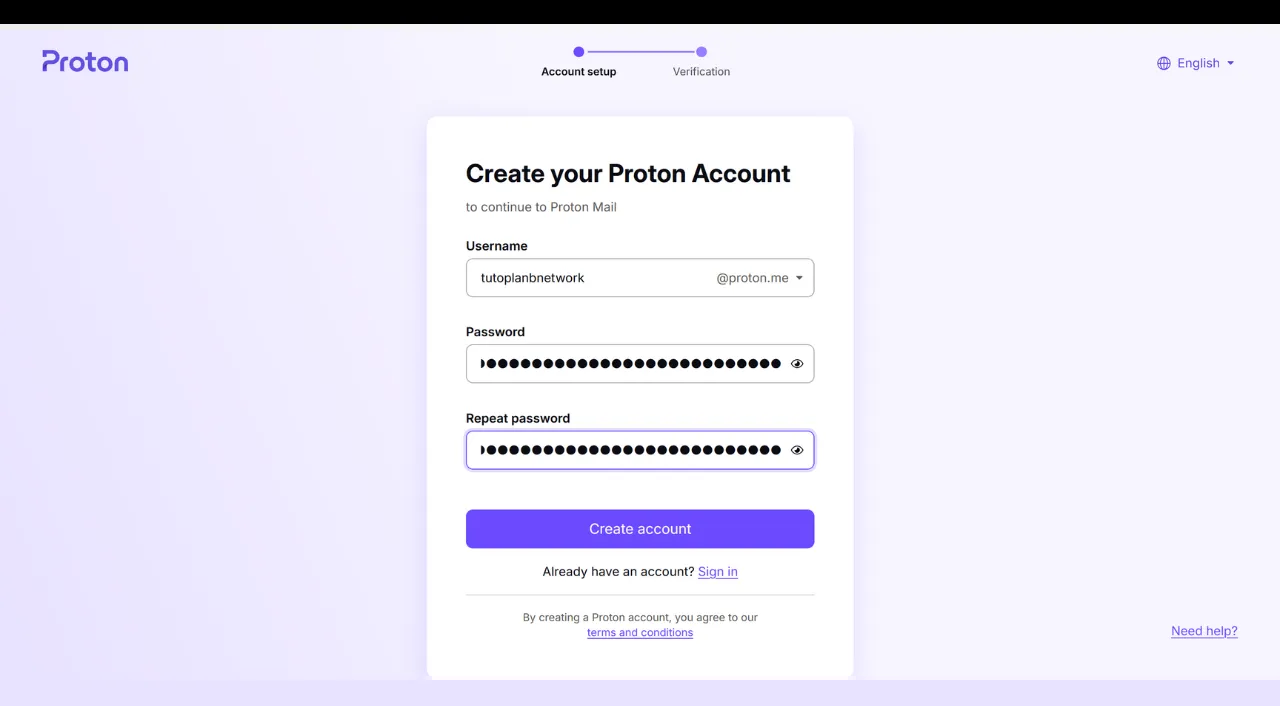 Proton
Account setup
Verification
English
Create your Proton Account
to continue to Proton Mail
Username
tutoplanbnetwork @proton.me
Password
Repeat password
Create account
Already have an account? Sign in
By creating a Proton account, you agree to our
terms and conditions
Need help?